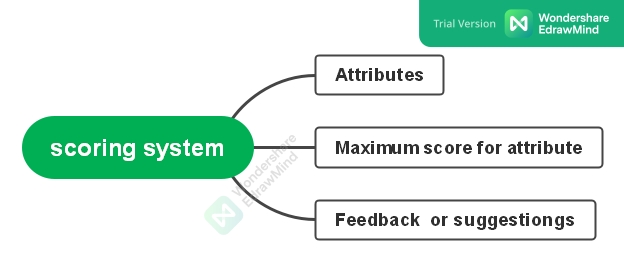 Trial Version
Wondershare
EdrawMind
Attributes
scoring system
Maximum score for attribute
Wondershare
EdrawMind
Feedback or suggestiongs